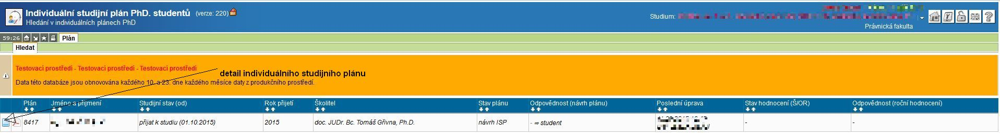 Individuální studijní plán PhD. studentů (verze: 220)
Hledání v individuálních plánech PhD
Studium:
Právnická fakulta
59:26 Plán
Hledat
Testovací prostředí - Testovací prostředí - Testovací prostředí
detail individuálního studijního plánu
Data této databáze jsou obnovována každého 10. a 23. dne každého měsíce daty z produkčního prostředí.
Plán Jméno a příjmení Studijní stav (od) Rok přijetí Školitel Stav plánu Odpovědnost (návrh plánu) Poslední úprava Stav hodnocení (Š/OR) Odpovědnost (roční hodnocení)
8417 přijat k studiu (01.10.2015) 2015 doc. JUDr. Bc. Tomáš Gřivna, Ph.D. návrh ISP - ⇒ student - -